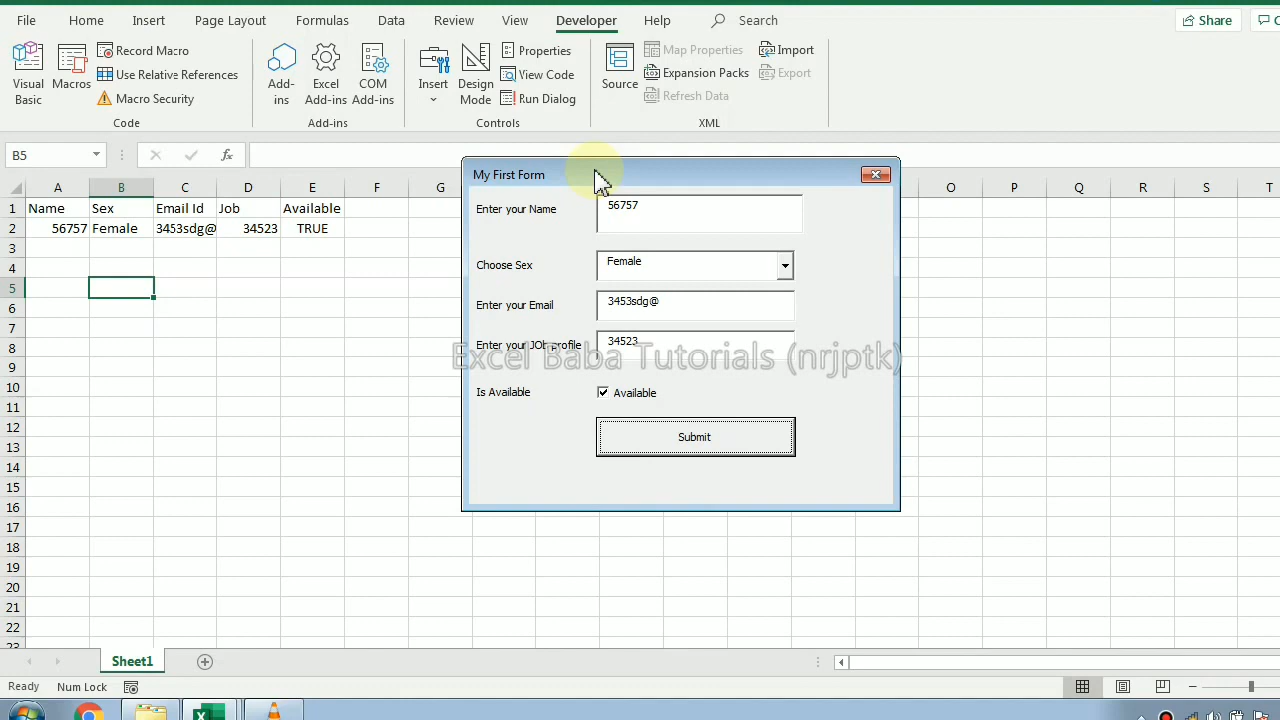 File Home Insert Page Layout Formulas Data Review View Developer Help Search Share
Visual Basic
Macros
Record Macro
Use Relative References
Macro Security
Code
Add-ins
Excel Add-ins
COM Add-ins
Add-ins
Insert
Design Mode
Properties
View Code
Run Dialog
Controls
Source
Map Properties
Expansion Packs
Refresh Data
Import
Export
XML
B5
fx
A B C D E F G K O P Q R S T
1 Name Sex Email Id Job Available
2 56757 Female 3453sdg@ 34523 TRUE
3
4
5
6
7
8
9
10
11
12
13
14
15
16
17
18
19
20
21
22
23
My First Form
Enter your Name 56757
Choose Sex Female
Enter your Email 3453sdg@
Enter your JOb profile 34523
Excel Baba Tutorials (nrjptk)
Is Available Available
Submit
Sheet1
Ready Num Lock